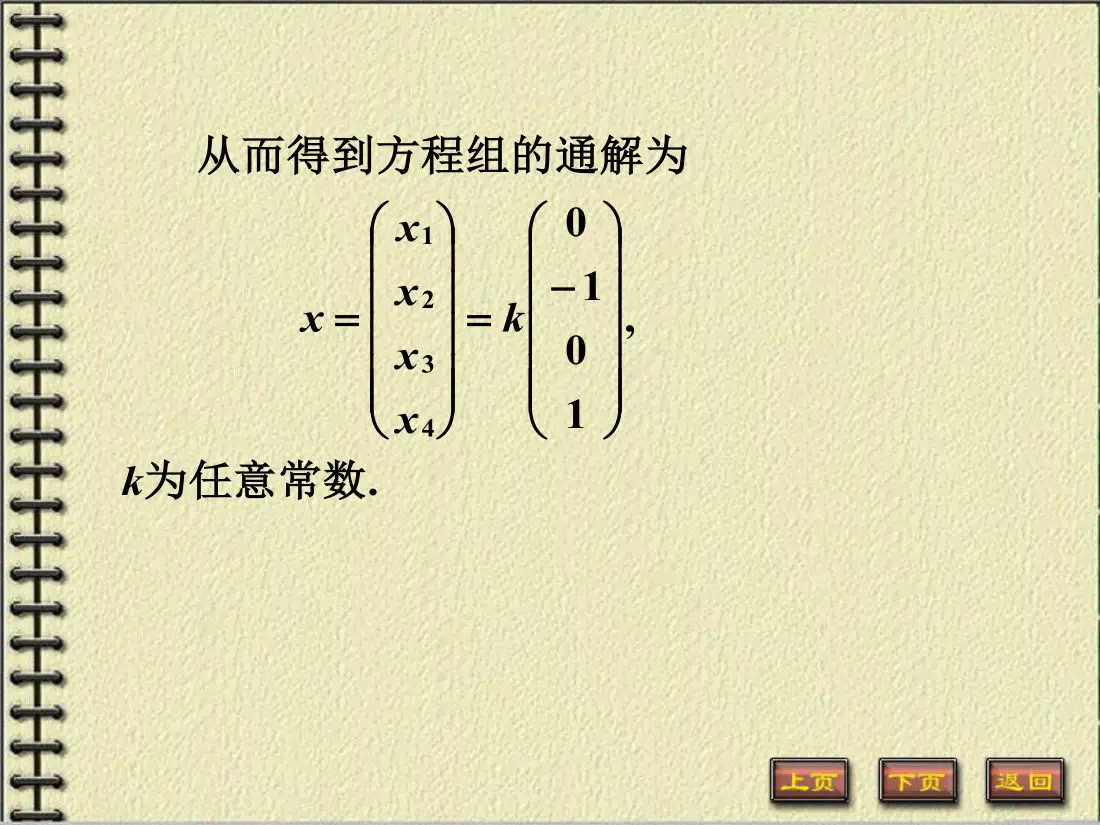 从而得到方程组的通解为
x = (x1 x2 x3 x4) = k (0 -1 0 1),
k为任意常数.
上页 下页 返回